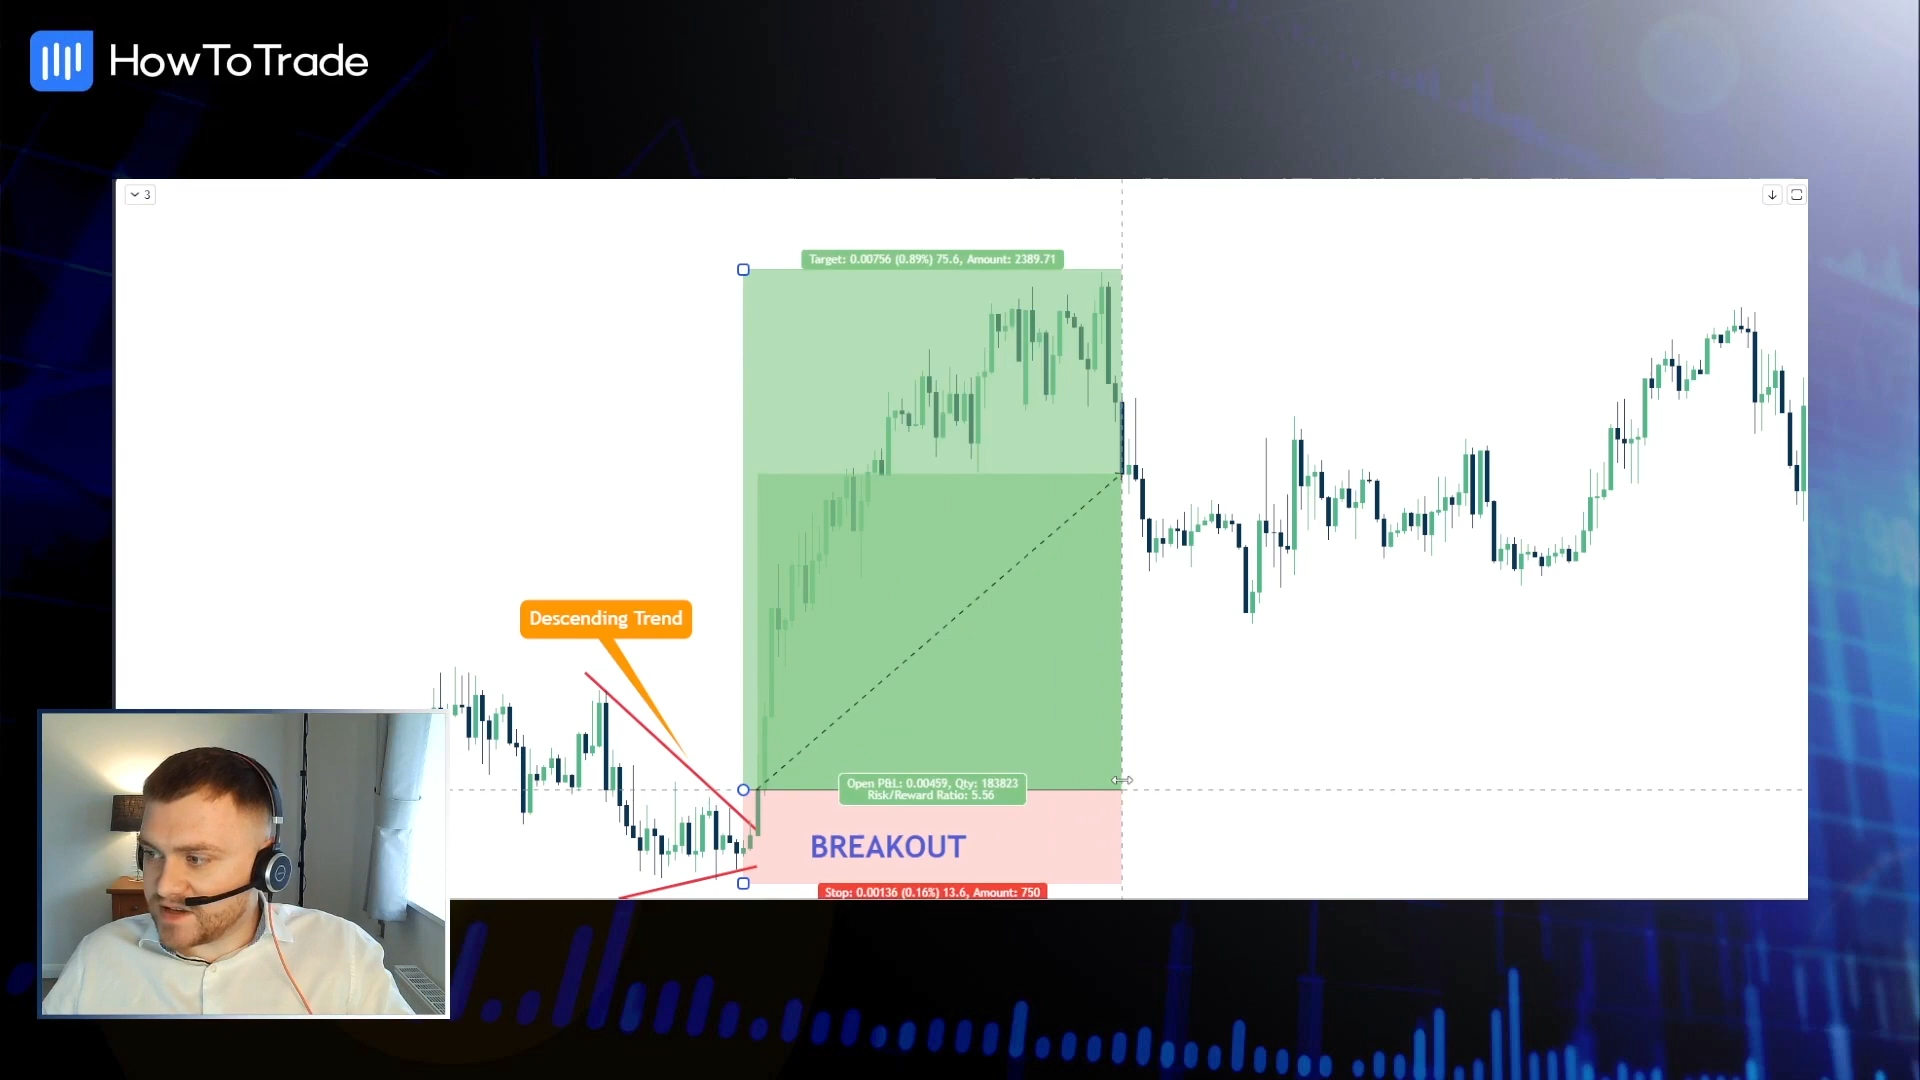 HowToTrade
3
Target: 0.00756 (0.89%) 75.6, Amount: 2389.71
Descending Trend
Open P&L: 0.00459, Qty: 183823
Risk/Reward Ratio: 5.56
BREAKOUT
Stop: 0.00136 (0.16%) 13.6, Amount: 750